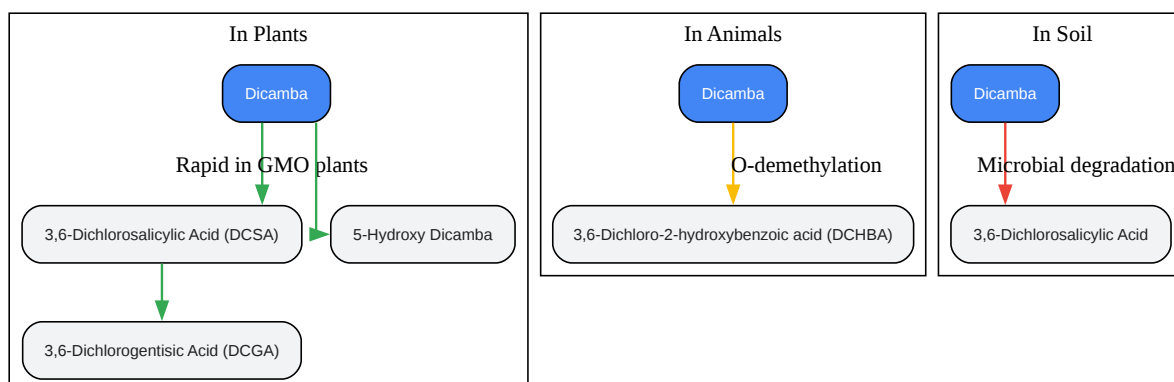 In Plants
Dicamba
Rapid in GMO plants
3,6-Dichlorosalicylic Acid (DCSA)
5-Hydroxy Dicamba
3,6-Dichlorogentisic Acid (DCGA)
In Animals
Dicamba
O-demethylation
3,6-Dichloro-2-hydroxybenzoic acid (DCHBA)
In Soil
Dicamba
Microbial degradation
3,6-Dichlorosalicylic Acid